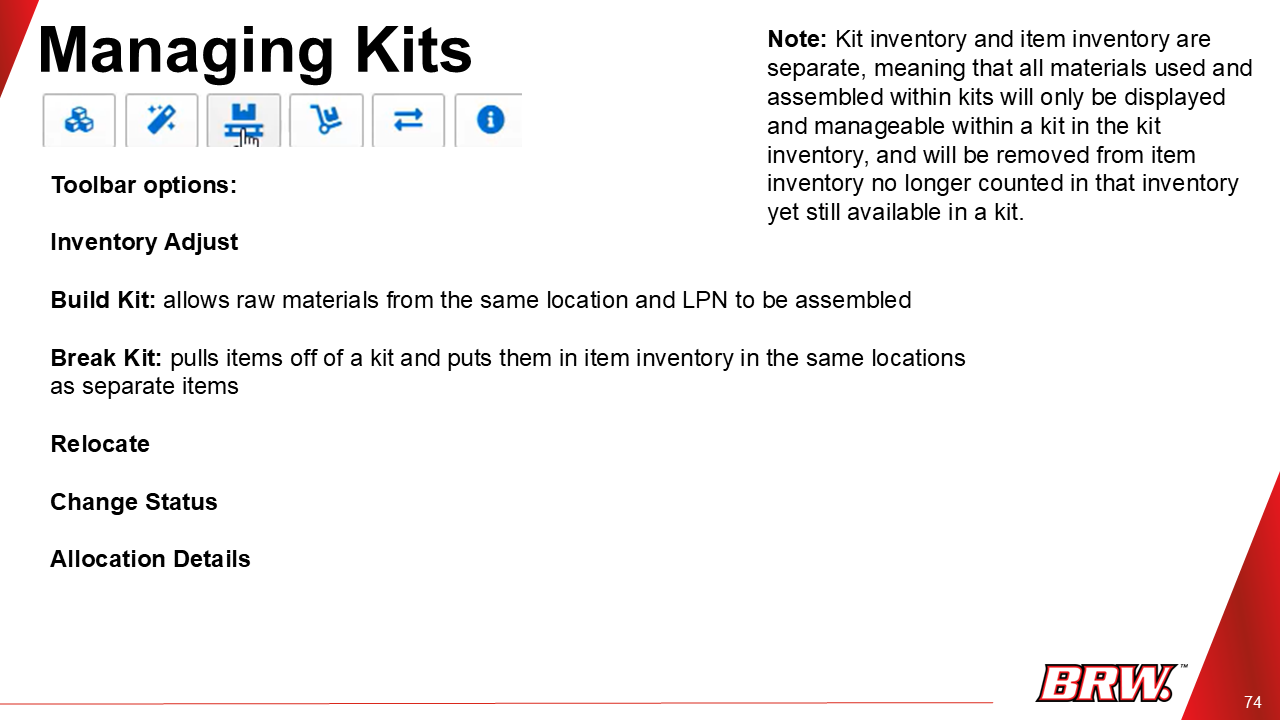 Managing Kits
Note: Kit inventory and item inventory are
separate, meaning that all materials used and
assembled within kits will only be displayed
and manageable within a kit in the kit
inventory, and will be removed from item
inventory no longer counted in that inventory
yet still available in a kit.
Toolbar options:
Inventory Adjust
Build Kit: allows raw materials from the same location and LPN to be assembled
Break Kit: pulls items off of a kit and puts them in item inventory in the same locations
as separate items
Relocate
Change Status
Allocation Details
BRW.™
74